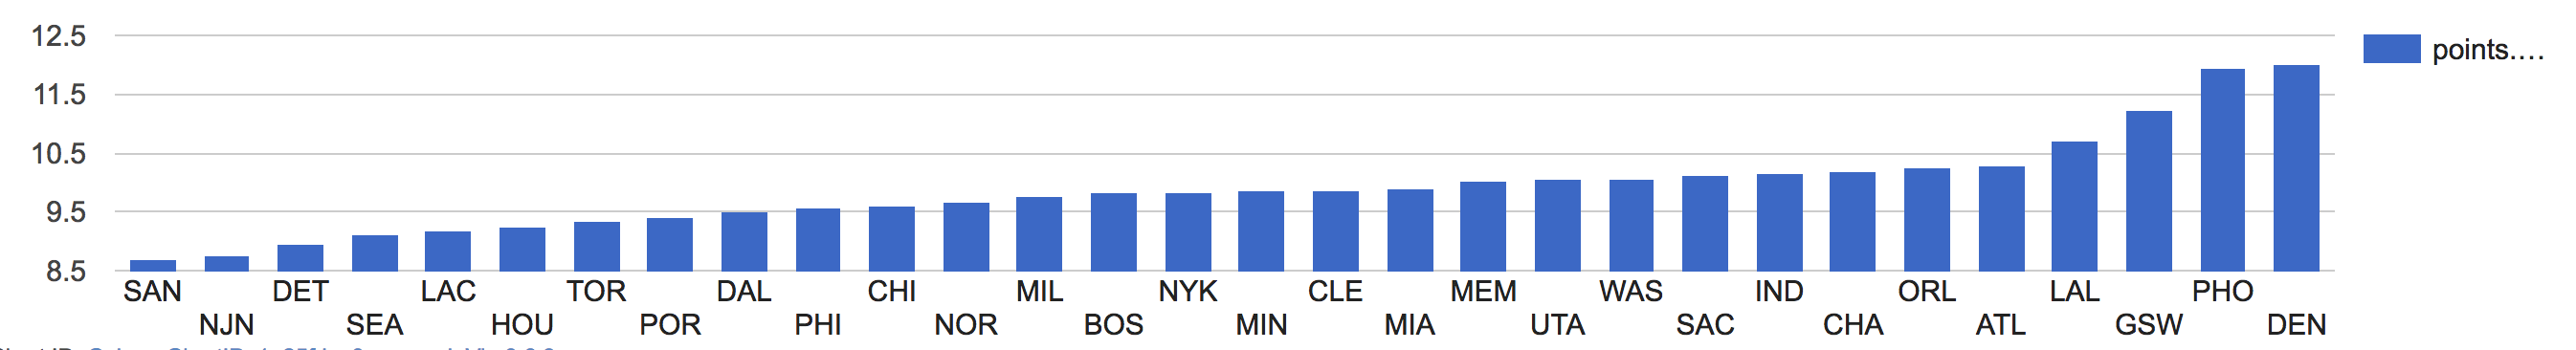 12.5
points....
11.5
10.5
9.5
8.5
SAN DET LAC TOR DAL CHI MIL NYK CLE MEM WAS IND ORL LAL PHO
NJN SEA HOU POR PHI NOR BOS MIN MIA UTA SAC CHA ATL GSW DEN